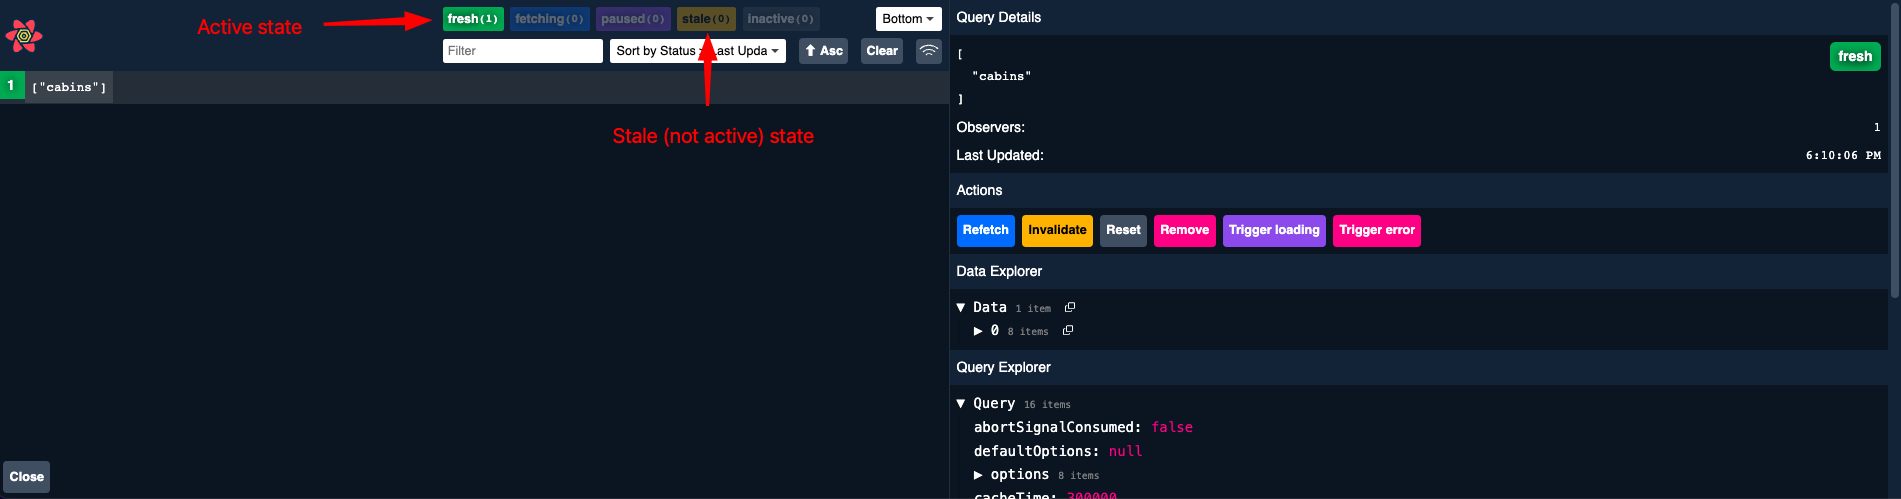 Active state
fresh(1) fetching(0) paused(0) stale(0) inactive(0) Bottom
Filter Sort by Status Last Upda Asc Clear
1 ["cabins"]
Stale (not active) state
Close
Query Details
[
"cabins"
]
fresh
Observers: 1
Last Updated: 6:10:06 PM
Actions
Refetch Invalidate Reset Remove Trigger loading Trigger error
Data Explorer
▼ Data 1 item
▶ 0 8 items
Query Explorer
▼ Query 16 items
abortSignalConsumed: false
defaultOptions: null
▶ options 8 items
cacheTime: 300000